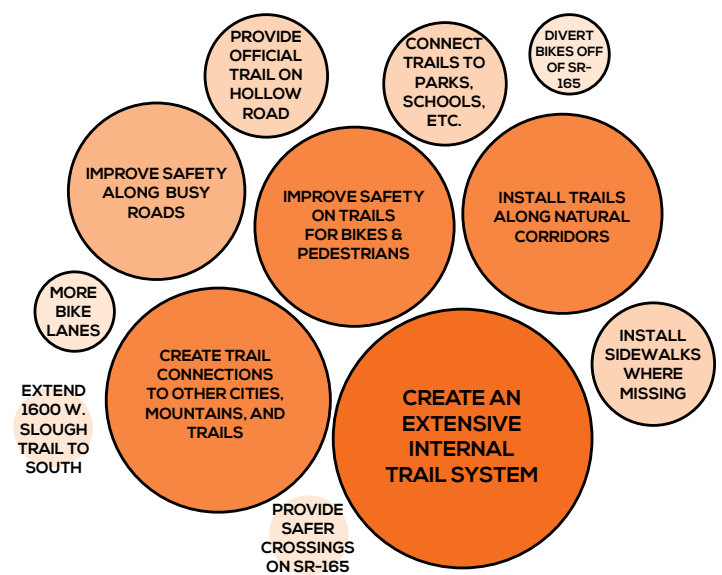 PROVIDE
OFFICIAL
TRAIL ON
HOLLOW
ROAD
CONNECT
TRAILS TO
PARKS,
SCHOOLS,
ETC.
DIVERT
BIKES OFF
OF SR-
165
IMPROVE SAFETY
ALONG BUSY
ROADS
IMPROVE SAFETY
ON TRAILS
FOR BIKES &
PEDESTRIANS
INSTALL TRAILS
ALONG NATURAL
CORRIDORS
MORE
BIKE
LANES
CREATE TRAIL
CONNECTIONS
TO OTHER CITIES,
MOUNTAINS, AND
TRAILS
INSTALL
SIDEWALKS
WHERE
MISSING
EXTEND
1600 W.
SLOUGH
TRAIL TO
SOUTH
CREATE AN
EXTENSIVE
INTERNAL
TRAIL SYSTEM
PROVIDE
SAFER
CROSSINGS
ON SR-165